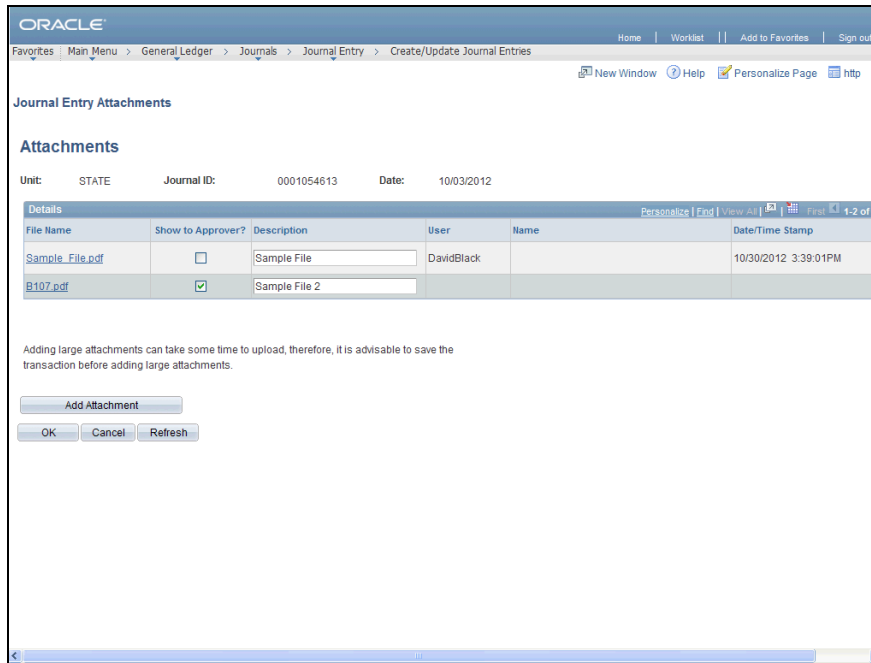 ORACLE
Home | Worklist || Add to Favorites | Sign out
Favorites | Main Menu > General Ledger > Journals > Journal Entry > Create/Update Journal Entries
New Window Help Personalize Page http
Journal Entry Attachments
Attachments
Unit: STATE Journal ID: 0001054613 Date: 10/03/2012
Details Personalize | Find | View All | | First 1-2 of
File Name Show to Approver? Description User Name Date/Time Stamp
Sample_File.pdf Sample File DavidBlack 10/30/2012 3:39:01PM
B107.pdf Sample File 2
Adding large attachments can take some time to upload, therefore, it is advisable to save the
transaction before adding large attachments.
Add Attachment
OK Cancel Refresh